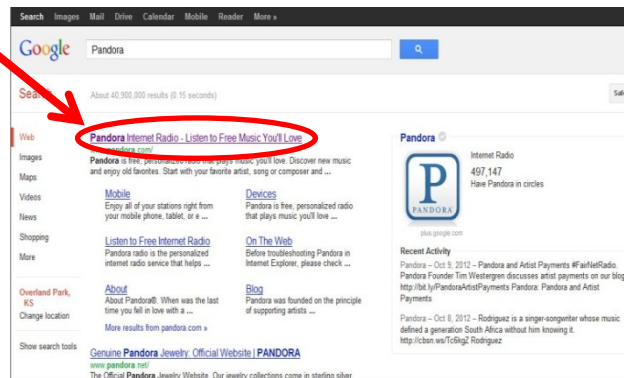 Search Images Mail Drive Calendar Mobile Reader More »
Google
Pandora
Search
About 40,900,000 results (0.15 seconds)
Web
Images
Maps
Videos
News
Shopping
More
Overland Park,
KS
Change location
Show search tools
Pandora Internet Radio - Listen to Free Music You'll Love
www.pandora.com/
Pandora is free, personalized radio that plays music you'll love. Discover new music
and enjoy old favorites. Start with your favorite artist, song or composer and ...
Mobile
Enjoy all of your stations right from
your mobile phone, tablet, or e ...
Devices
Pandora is free, personalized radio
that plays music you'll love ...
Listen to Free Internet Radio
Pandora radio is the personalized
internet radio service that helps ...
On The Web
Before troubleshooting Pandora in
Internet Explorer, please check ...
About
About Pandora®. When was the last
time you fell in love with a ...
Blog
Pandora was founded on the principle
of supporting artists ...
More results from pandora.com »
Genuine Pandora Jewelry: Official Website | PANDORA
www.pandora.net/
The Official Pandora Jewelry Website. Our jewelry collections come in sterling silver
Safe
Pandora
P
PANDORA
Internet Radio
497,147
Have Pandora in circles
plus.google.com
Recent Activity
Pandora – Oct 9, 2012 – Pandora and Artist Payments #FairNetRadio.
Pandora Founder Tim Westergren discusses artist payments on our blog
http://bit.ly/PandoraArtistPayments Pandora: Pandora and Artist
Payments
Pandora – Oct 8, 2012 – Rodriguez is a singer-songwriter whose music
defined a generation South Africa without him knowing it.
http://cbsn.ws/Tc6kgZ Rodriguez